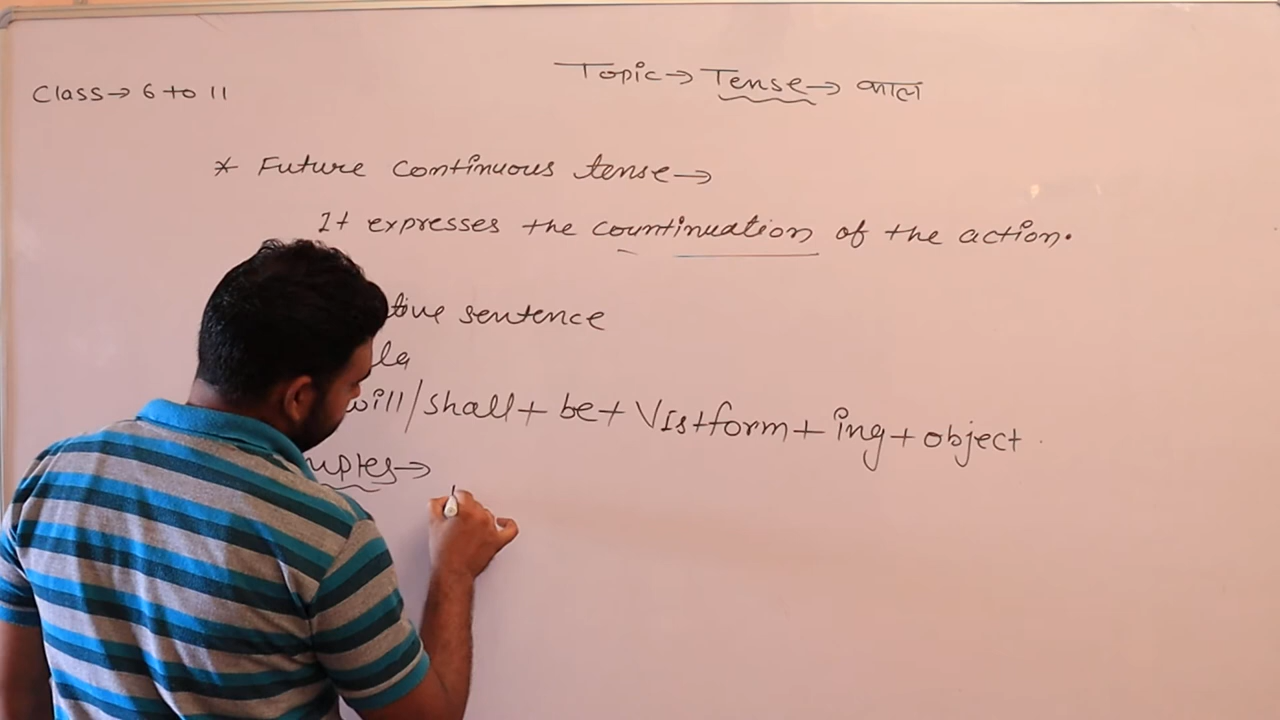 Topic→ Tense→ काल
Class→ 6 to 11
* Future continuous tense→
It expresses the countinuation of the action.
sentence
will/shall + be + V1st form + ing + object